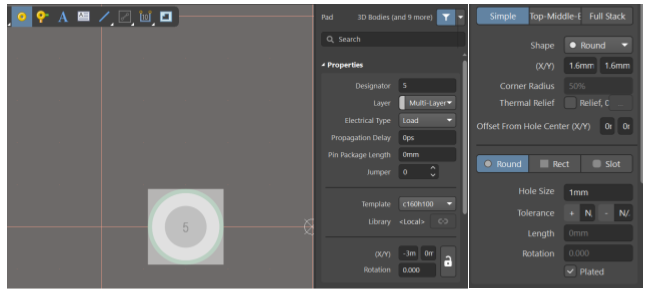 Pad 3D Bodies (and 9 more)
Search
Properties
Designator 5
Layer Multi-Layer
Electrical Type Load
Propagation Delay 0ps
Pin Package Length 0mm
Jumper 0
Template c160h100
Library <Local>
(X/Y) -3m 0m
Rotation 0.000
A
10
5
Simple Top-Middle-B Full Stack
Shape Round
(X/Y) 1.6mm 1.6mm
Corner Radius 50%
Thermal Relief Relief, C ...
Offset From Hole Center (X/Y) 0r 0r
Round Rect Slot
Hole Size 1mm
Tolerance + N, - N/
Length 0mm
Rotation 0.000
Plated